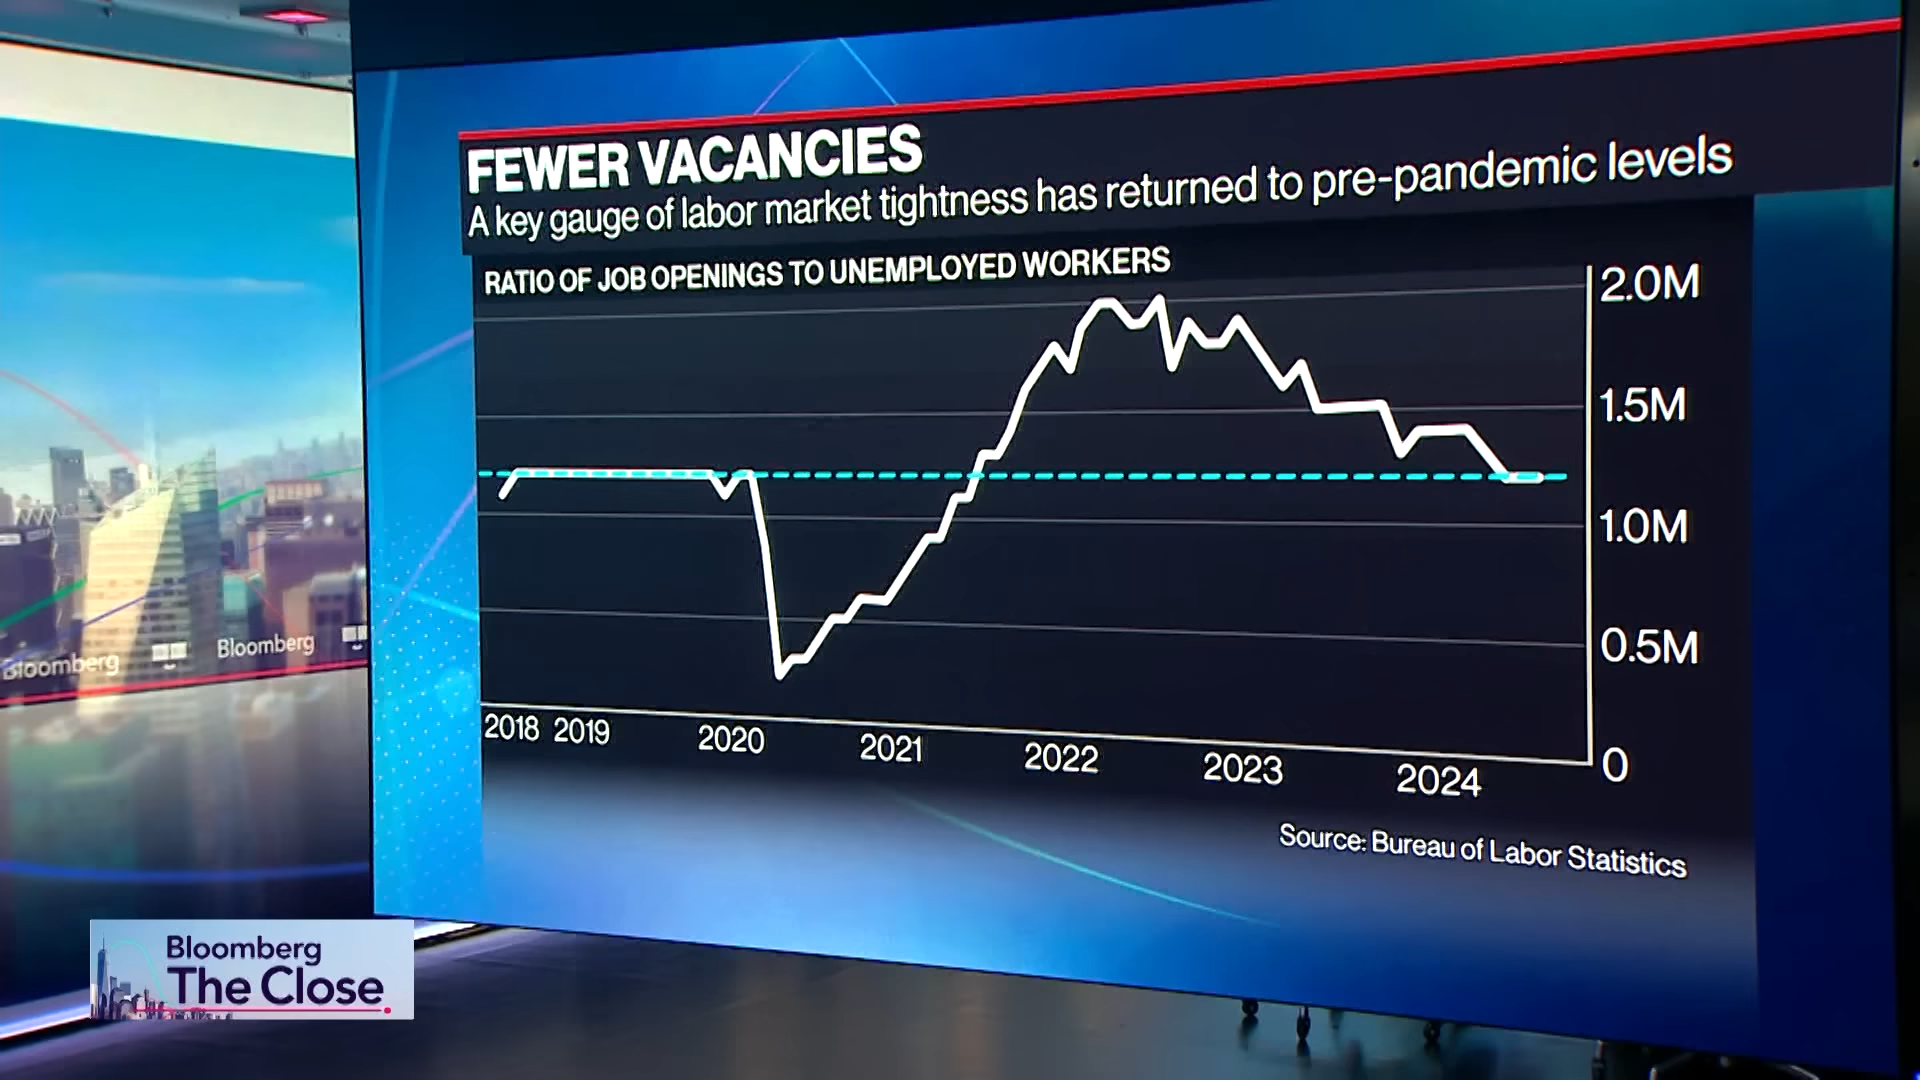 FEWER VACANCIES
A key gauge of labor market tightness has returned to pre-pandemic levels
RATIO OF JOB OPENINGS TO UNEMPLOYED WORKERS
2.0M
1.5M
1.0M
0.5M
0
2018 2019 2020 2021 2022 2023 2024
Source: Bureau of Labor Statistics
Bloomberg
Bloomberg
Bloomberg
The Close